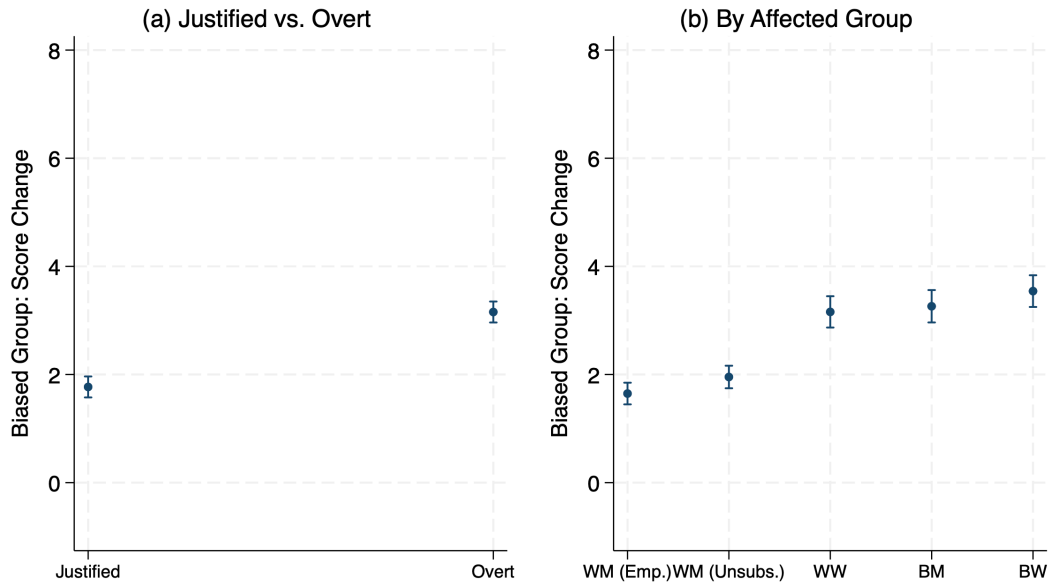 (a) Justified vs. Overt
Biased Group: Score Change
8
6
4
2
0
Justified
Overt
(b) By Affected Group
Biased Group: Score Change
8
6
4
2
0
WM (Emp.)
WM (Unsubs.)
WW
BM
BW